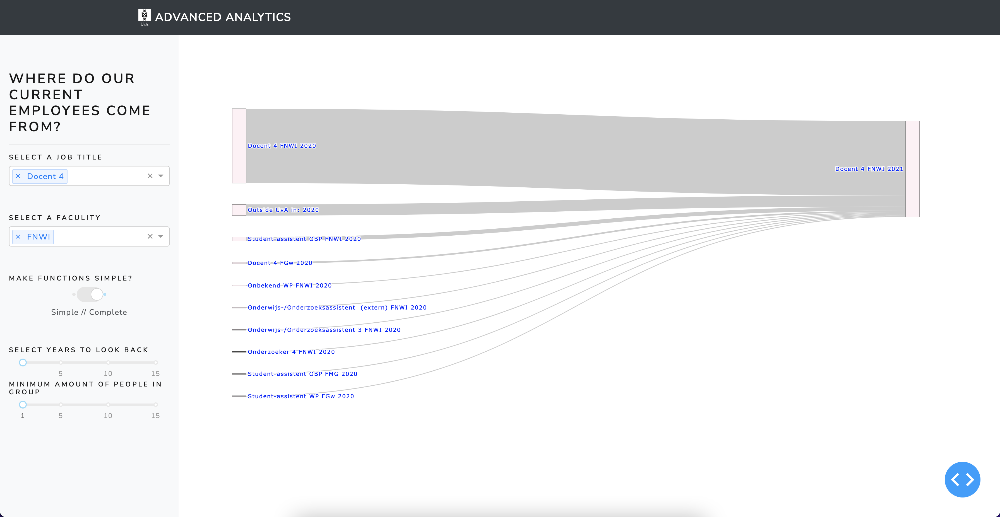 UvA
ADVANCED ANALYTICS
WHERE DO OUR
CURRENT
EMPLOYEES COME
FROM?
SELECT A JOB TITLE
× Docent 4
SELECT A FACULITY
× FNWI
MAKE FUNCTIONS SIMPLE?
Simple // Complete
SELECT YEARS TO LOOK BACK
5 10 15
MINIMUM AMOUNT OF PEOPLE IN
GROUP
1 5 10 15
Docent 4 FNWI 2020
Outside UvA in: 2020
Student-assistent OBP FNWI 2020
Docent 4 FGw 2020
Onbekend WP FNWI 2020
Onderwijs-/Onderzoeksassistent (extern) FNWI 2020
Onderwijs-/Onderzoeksassistent 3 FNWI 2020
Onderzoeker 4 FNWI 2020
Student-assistent OBP FMG 2020
Student-assistent WP FGw 2020
Docent 4 FNWI 2021